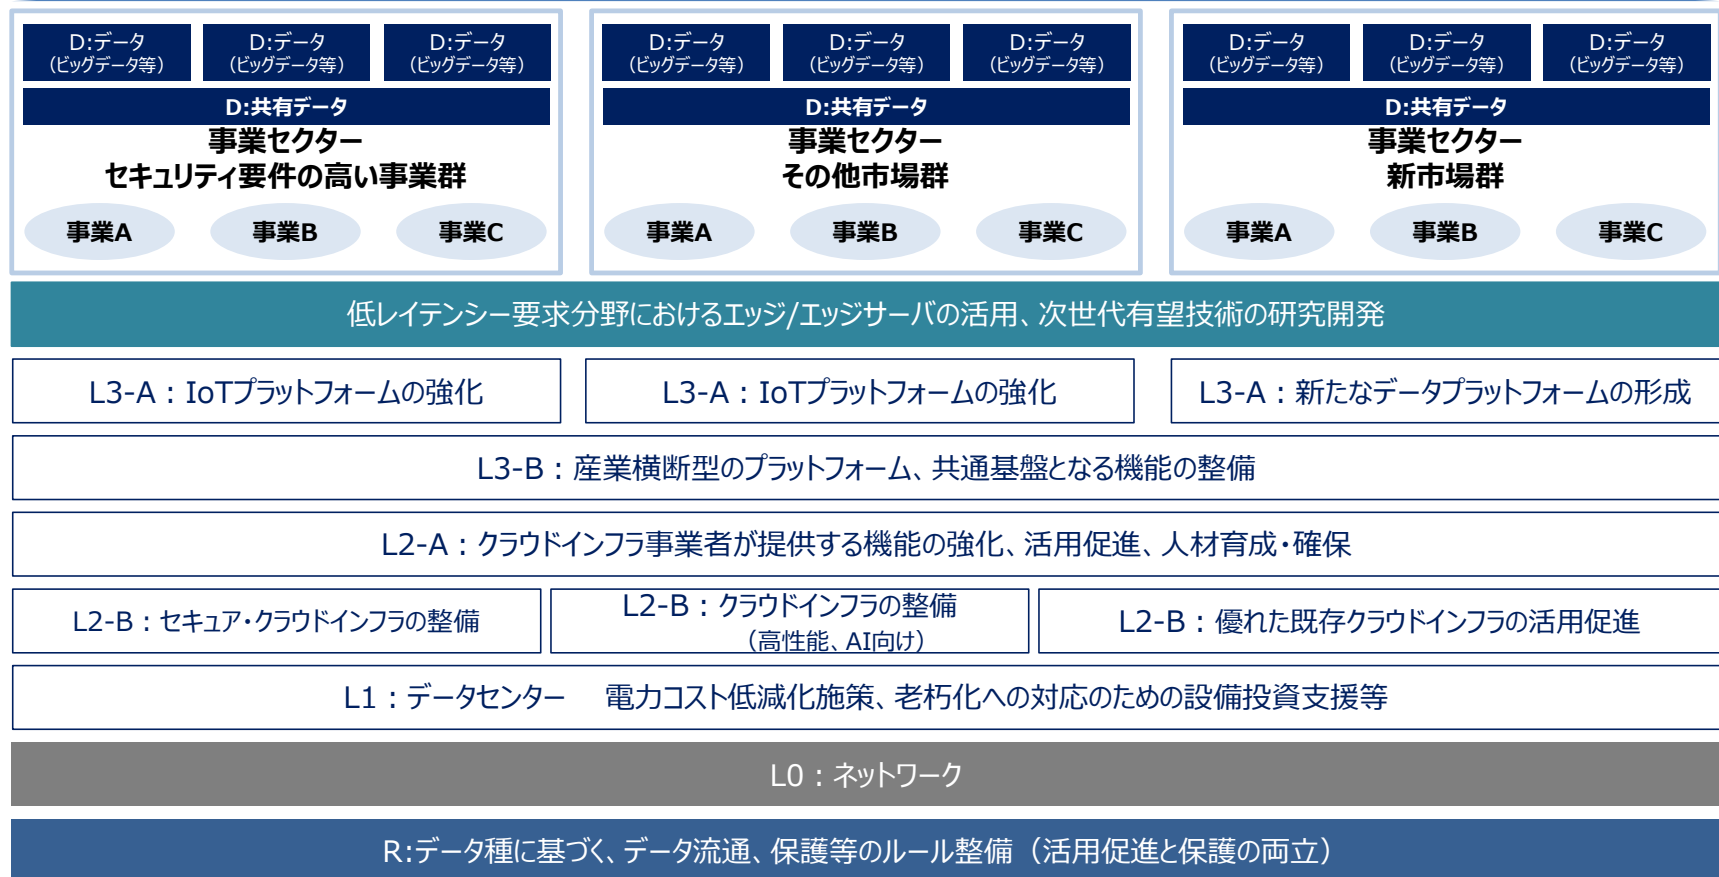 D:データ
(ビッグデータ等)
D:データ
(ビッグデータ等)
D:データ
(ビッグデータ等)
D:共有データ
事業セクター
セキュリティ要件の高い事業群
事業A
事業B
事業C
D:データ
(ビッグデータ等)
D:データ
(ビッグデータ等)
D:データ
(ビッグデータ等)
D:共有データ
事業セクター
その他市場群
事業A
事業B
事業C
D:データ
(ビッグデータ等)
D:データ
(ビッグデータ等)
D:データ
(ビッグデータ等)
D:共有データ
事業セクター
新市場群
事業A
事業B
事業C
低レイテンシー要求分野におけるエッジ/エッジサーバの活用、次世代有望技術の研究開発
L3-A：IoTプラットフォームの強化
L3-A：IoTプラットフォームの強化
L3-A：新たなデータプラットフォームの形成
L3-B：産業横断型のプラットフォーム、共通基盤となる機能の整備
L2-A：クラウドインフラ事業者が提供する機能の強化、活用促進、人材育成・確保
L2-B：セキュア・クラウドインフラの整備
L2-B：クラウドインフラの整備
（高性能、AI向け）
L2-B：優れた既存クラウドインフラの活用促進
L1：データセンター　電力コスト低減化施策、老朽化への対応のための設備投資支援等
L0：ネットワーク
R:データ種に基づく、データ流通、保護等のルール整備（活用促進と保護の両立）